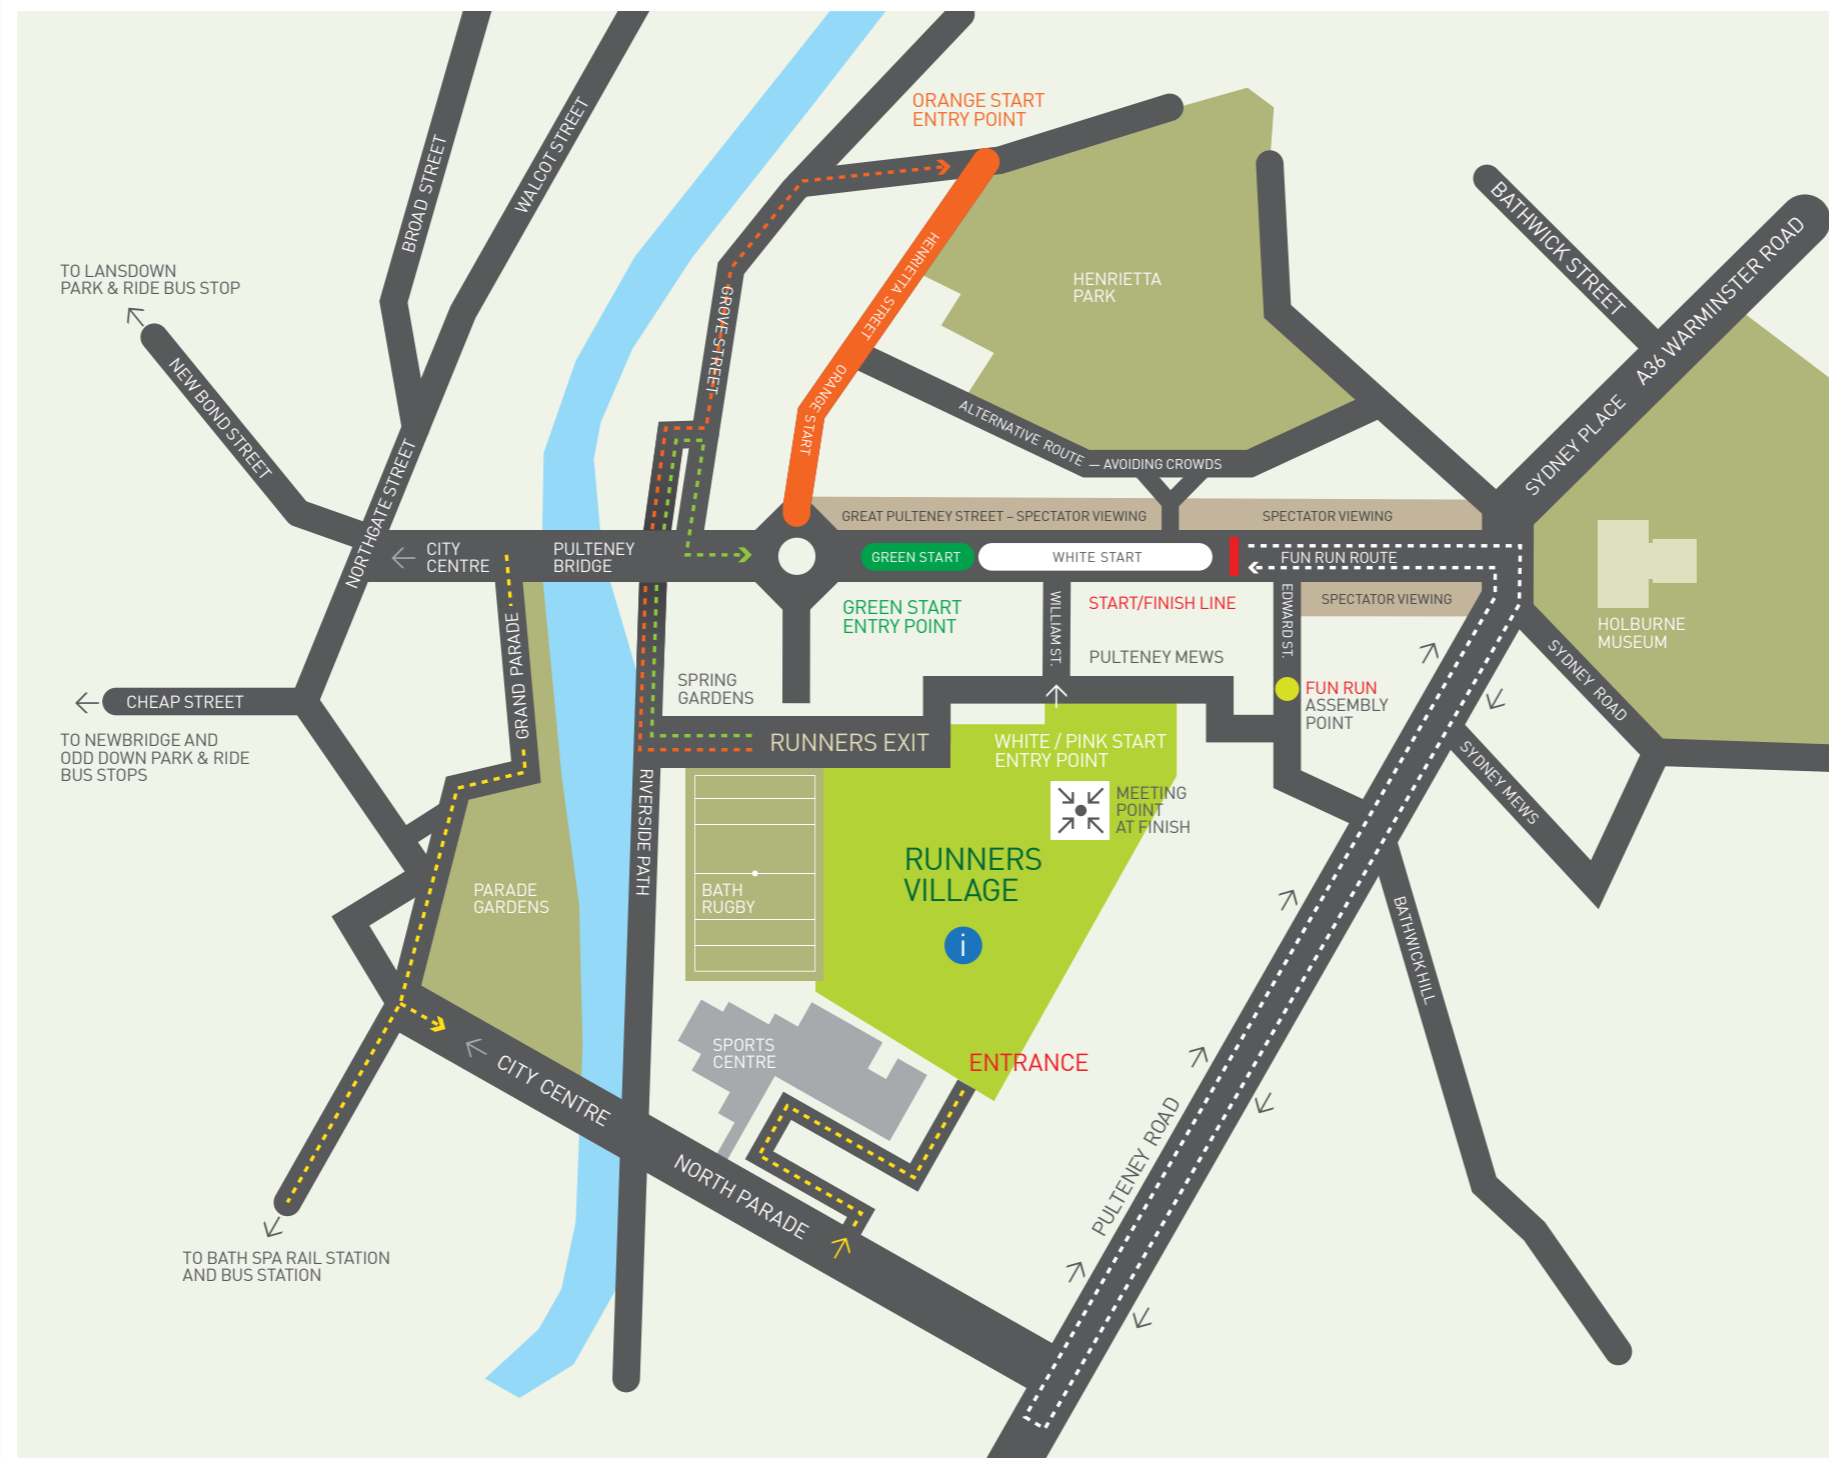 ORANGE START
ENTRY POINT
BROAD STREET
WALCOT STREET
BATHWICK STREET
A36 WARMINSTER ROAD
TO LANSDOWN
PARK & RIDE BUS STOP
HENRIETTA STREET
HENRIETTA
PARK
GROVE STREET
NEW BOND STREET
ORANGE START
ALTERNATIVE ROUTE – AVOIDING CROWDS
SYDNEY PLACE
NORTHGATE STREET
GREAT PULTENEY STREET – SPECTATOR VIEWING
SPECTATOR VIEWING
CITY
CENTRE
PULTENEY
BRIDGE
GREEN START
WHITE START
FUN RUN ROUTE
GREEN START
ENTRY POINT
WILLIAM ST.
START/FINISH LINE
EDWARD ST.
SPECTATOR VIEWING
HOLBURNE
MUSEUM
GRAND PARADE
PULTENEY MEWS
SPRING
GARDENS
FUN RUN
ASSEMBLY
POINT
SYDNEY ROAD
CHEAP STREET
TO NEWBRIDGE AND
ODD DOWN PARK & RIDE
BUS STOPS
RUNNERS EXIT
WHITE / PINK START
ENTRY POINT
SYDNEY MEWS
MEETING
POINT
AT FINISH
RIVERSIDE PATH
RUNNERS
VILLAGE
PARADE
GARDENS
BATH
RUGBY
i
BATHWICK HILL
SPORTS
CENTRE
ENTRANCE
CITY CENTRE
NORTH PARADE
PULTENEY ROAD
TO BATH SPA RAIL STATION
AND BUS STATION